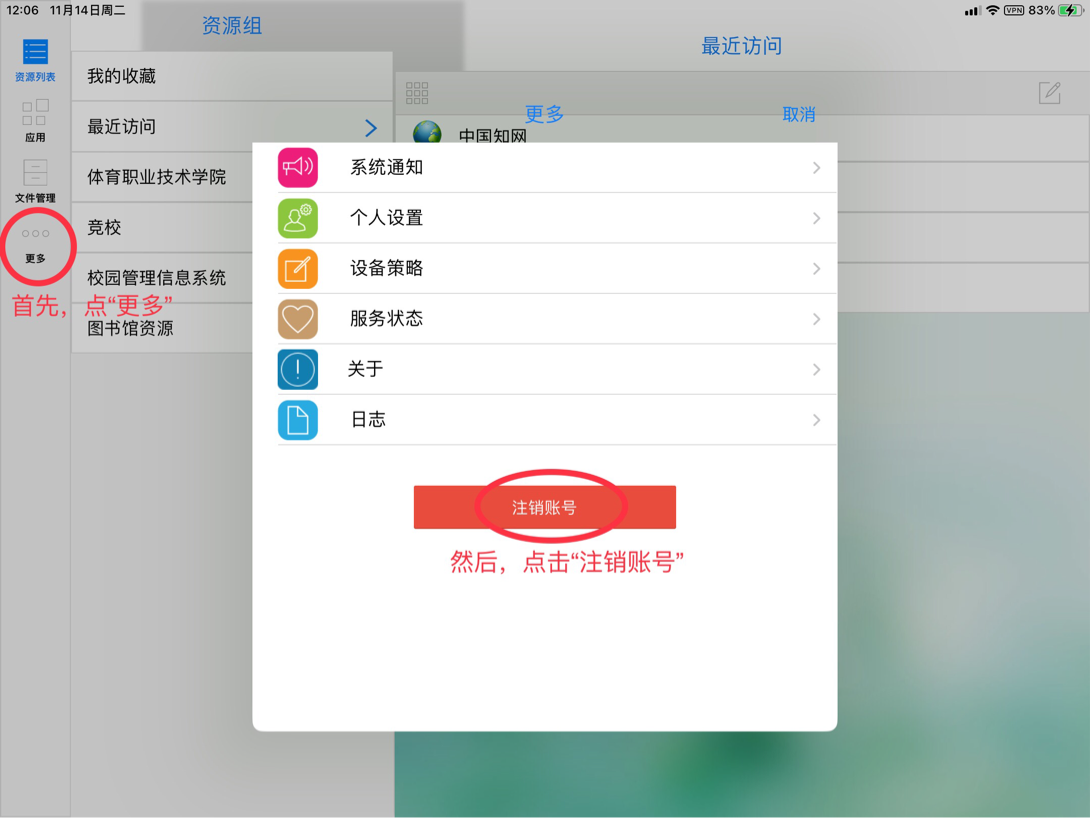 12:06 11月14日周二
VPN 83%
资源组
最近访问
资源列表
应用
文件管理
更多
我的收藏
最近访问
体育职业技术学院
竞校
校园管理信息系统
图书馆资源
首先，点“更多”
中国知网
更多
取消
系统通知
个人设置
设备策略
服务状态
关于
日志
注销账号
然后，点击“注销账号”